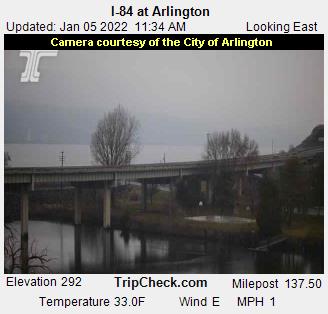 I-84 at Arlington
Updated: Jan 05 2022 11:34 AM Looking East
Camera courtesy of the City of Arlington
Elevation 292 TripCheck.com Milepost 137.50
Temperature 33.0F Wind E MPH 1